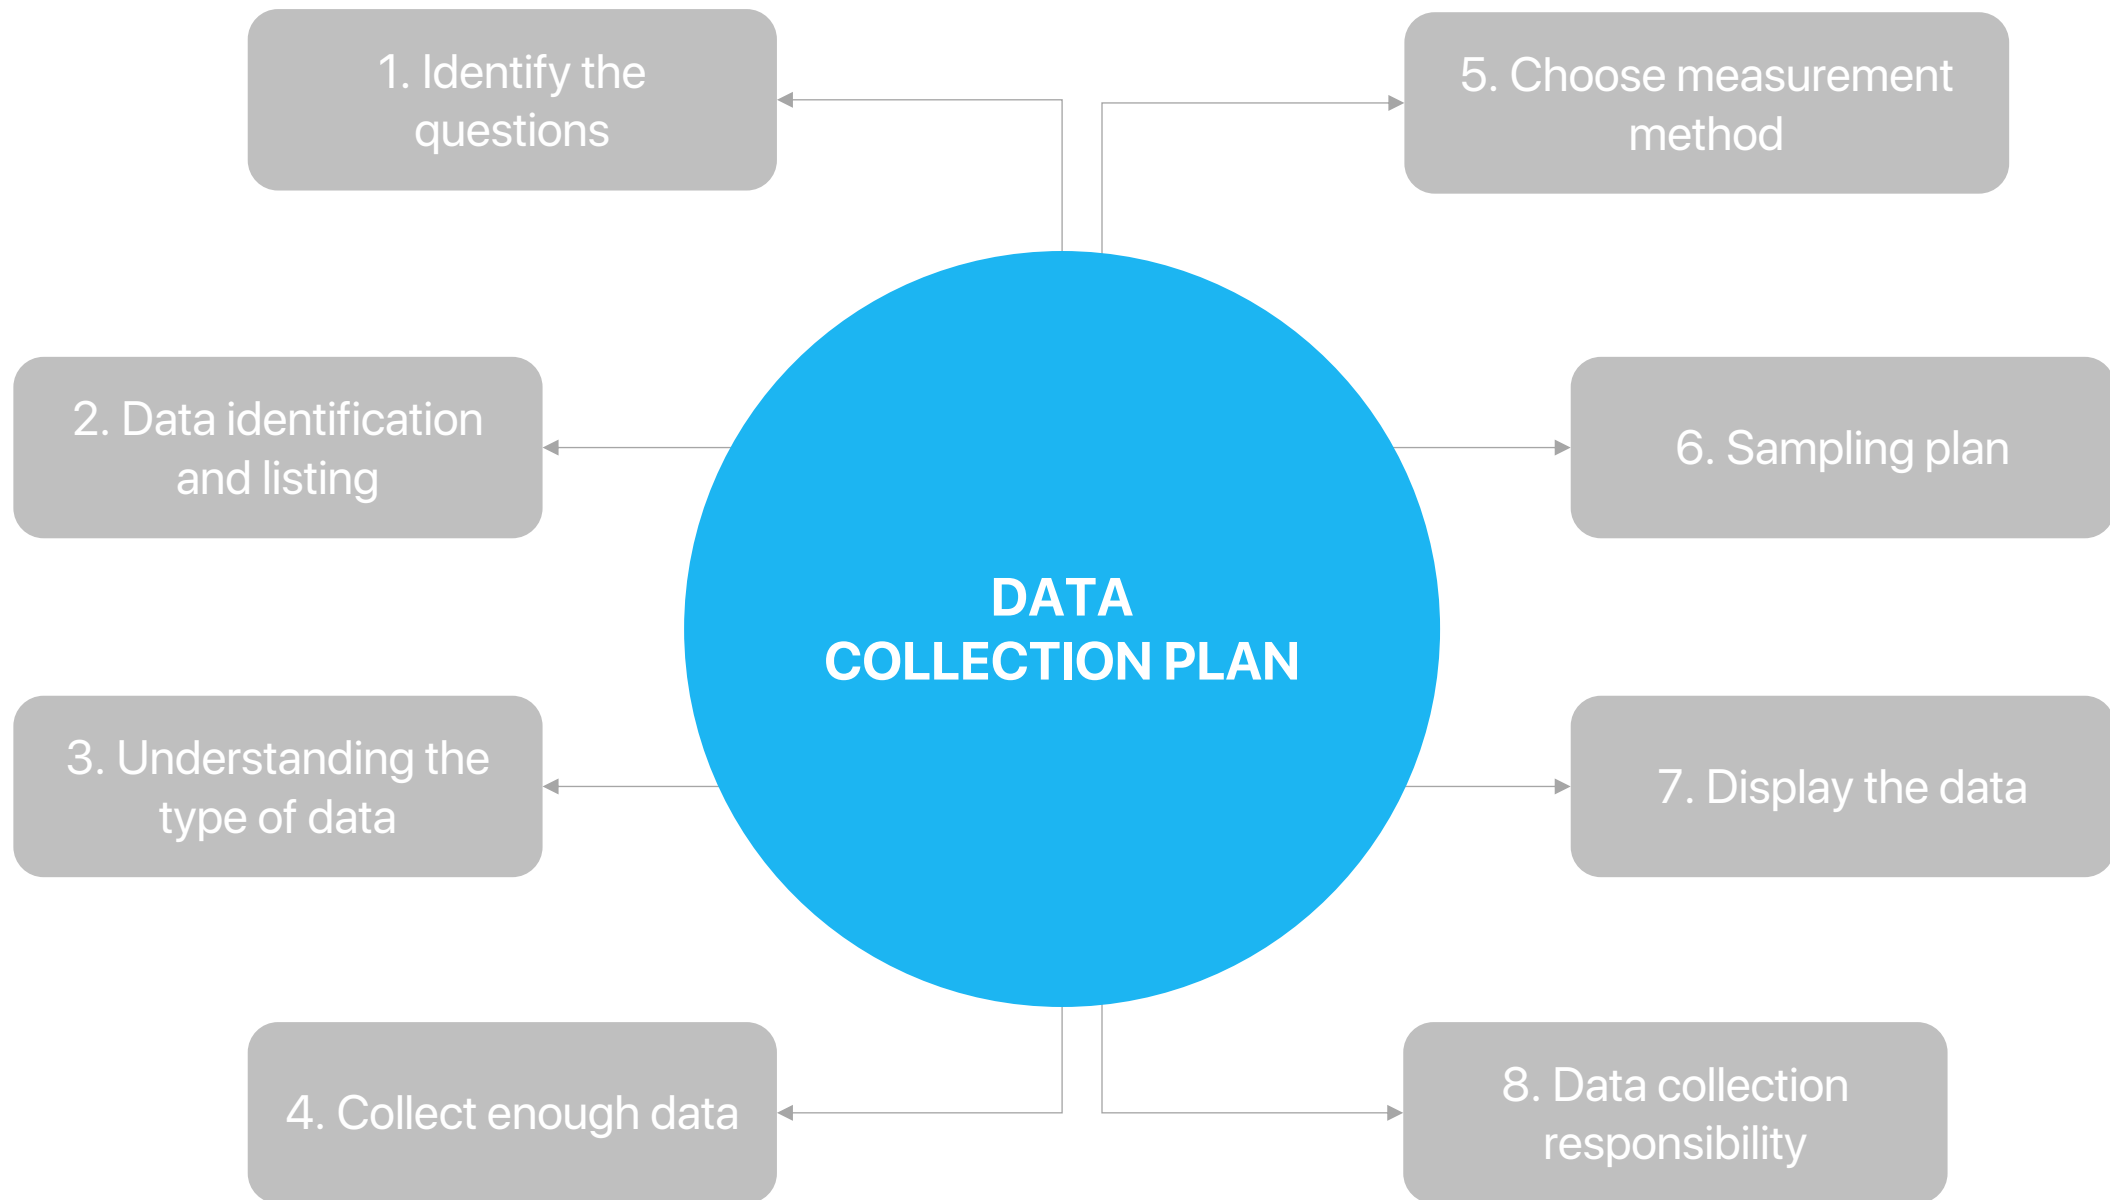 1. Identify the
questions
2. Data identification
and listing
3. Understanding the
type of data
4. Collect enough data
DATA
COLLECTION PLAN
5. Choose measurement
method
6. Sampling plan
7. Display the data
8. Data collection
responsibility